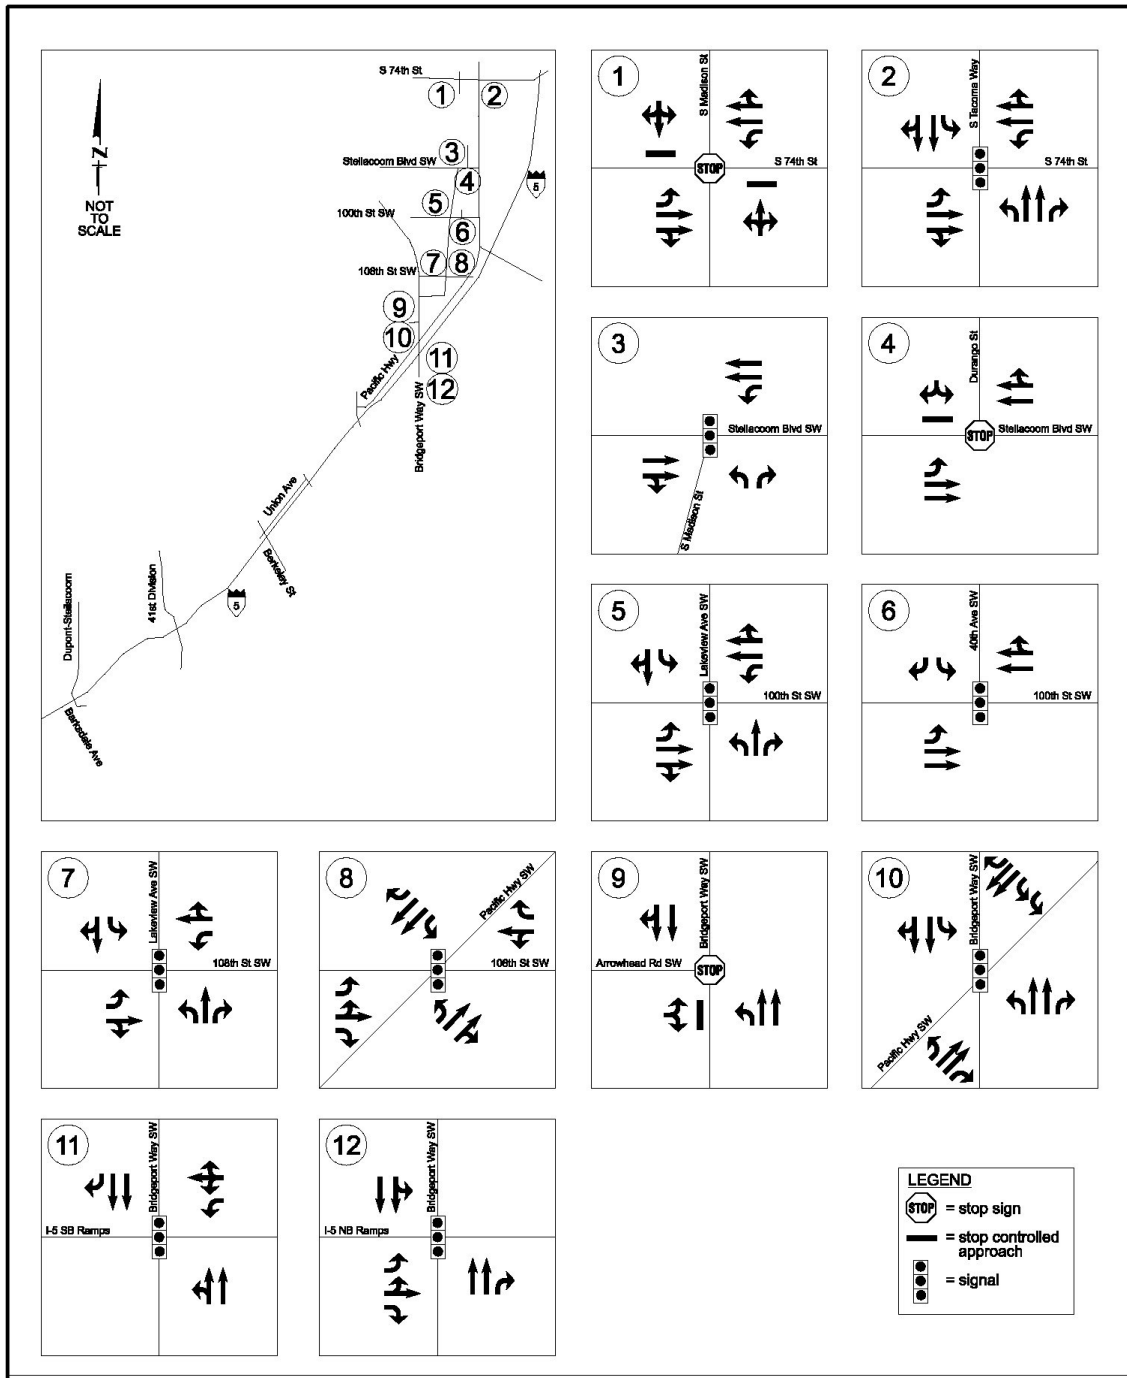 N
NOT
TO
SCALE
S 74th St
1
2
Steilacoom Blvd SW
3
4
5
100th St SW
5
6
108th St SW
7
8
9
10
11
12
Pacific Hwy
Bridgeport Way SW
Union Ave
Berkeley St
5
41st Division
Dupont-Steilacoom
Barksdale Ave
1
S Madison St
STOP
S 74th St
2
S Tacoma Way
S 74th St
3
Steilacoom Blvd SW
S Madison St
4
Durango St
STOP
Steilacoom Blvd SW
5
Lakeview Ave SW
100th St SW
6
40th Ave SW
100th St SW
7
Lakeview Ave SW
108th St SW
8
Pacific Hwy SW
108th St SW
9
Bridgeport Way SW
Arrowhead Rd SW
STOP
10
Bridgeport Way SW
Pacific Hwy SW
11
Bridgeport Way SW
I-5 SB Ramps
12
Bridgeport Way SW
I-5 NB Ramps
LEGEND
STOP = stop sign
= stop controlled
approach
= signal